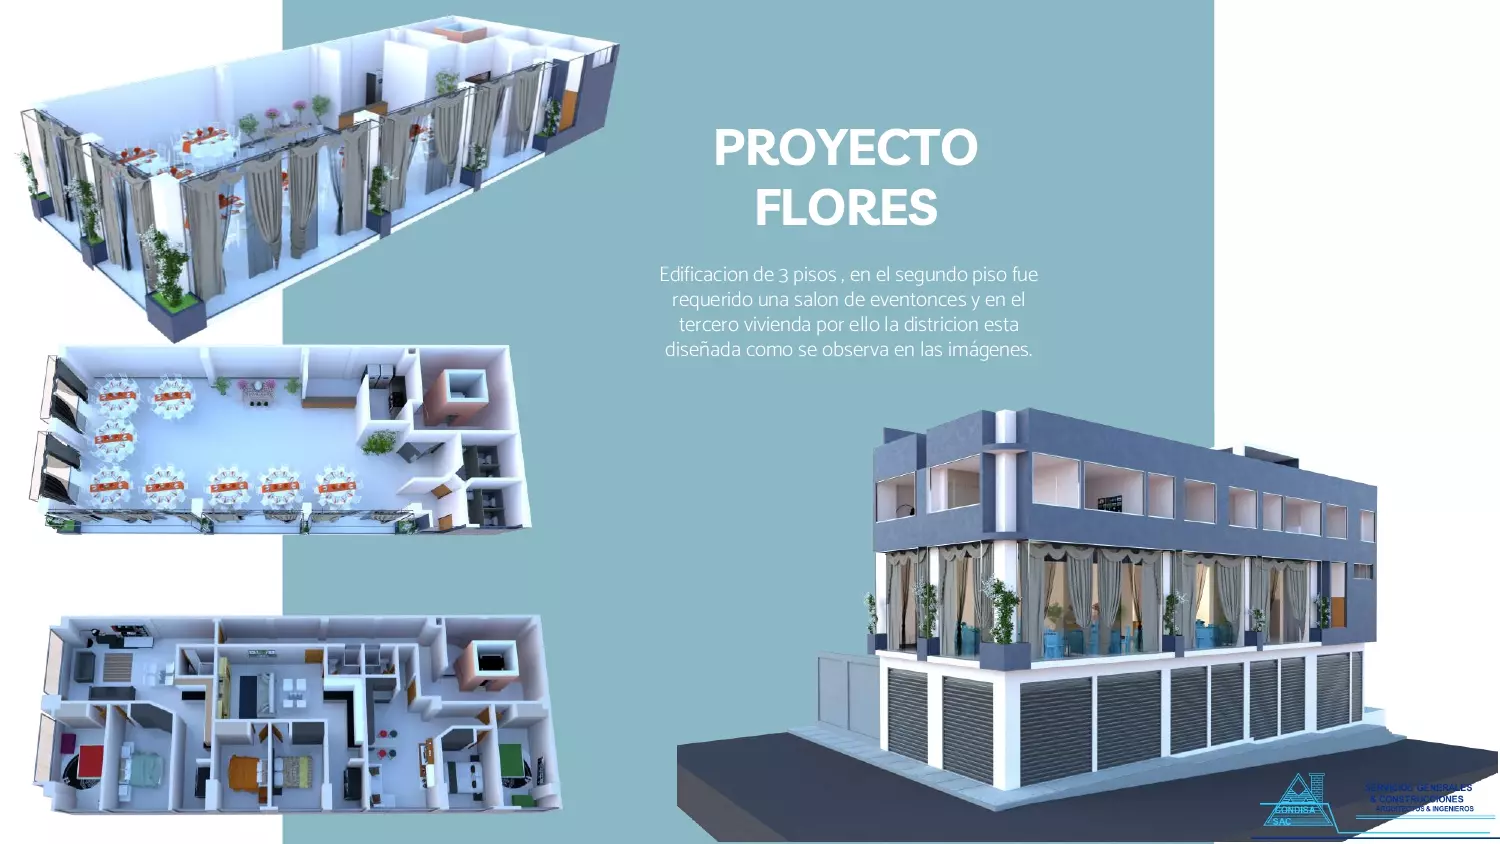 PROYECTO
FLORES
Edificacion de 3 pisos , en el segundo piso fue
requerido una salon de eventonces y en el
tercero vivienda por ello la districion esta
diseñada como se observa en las imágenes.
CONDISA
SAC
SERVICIOS GENERALES
& CONSTRUCCIONES
ARQUITECTOS & INGENIEROS